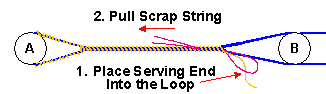 2. Pull Scrap String
A
B
1. Place Serving End
Into the Loop